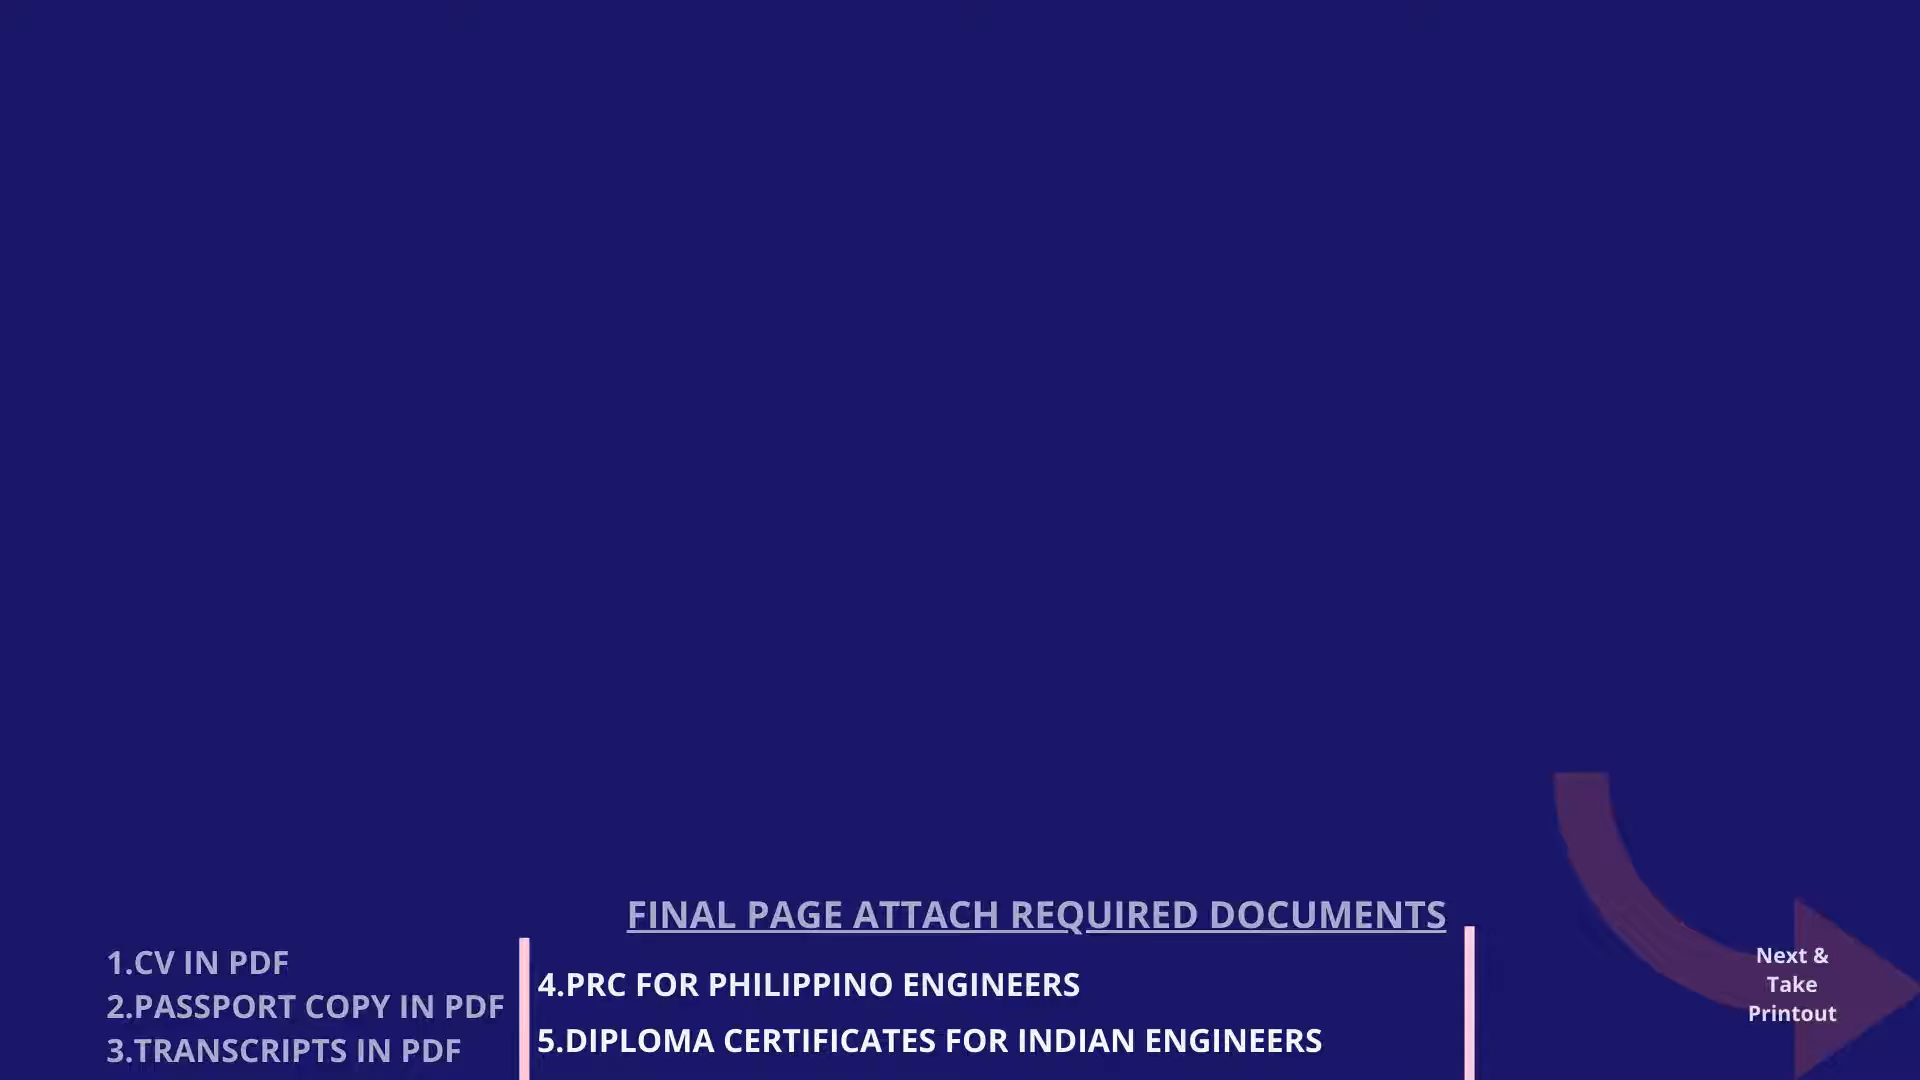 FINAL PAGE ATTACH REQUIRED DOCUMENTS
1.CV IN PDF
2.PASSPORT COPY IN PDF
3.TRANSCRIPTS IN PDF
4.PRC FOR PHILIPPINO ENGINEERS
5.DIPLOMA CERTIFICATES FOR INDIAN ENGINEERS
Next &
Take
Printout